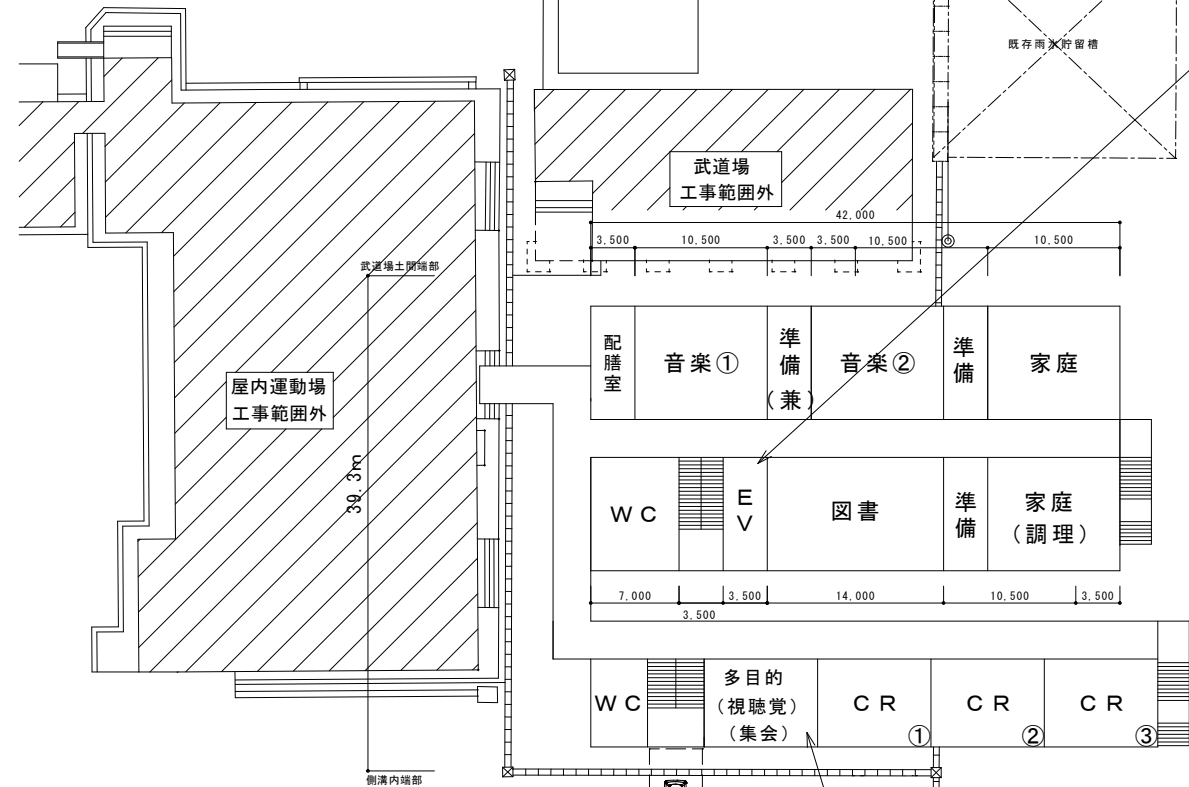 既存雨水貯留槽
武道場
工事範囲外
42,000
3,500
10,500
3,500
3,500
10,500
10,500
武道場土間端部
屋内運動場
工事範囲外
39.3m
配膳室
音楽①
準備(兼)
音楽②
準備
家庭
WC
EV
図書
準備
家庭
(調理)
7,000
3,500
14,000
10,500
3,500
3,500
WC
多目的
(視聴覚)
(集会)
CR
①
CR
②
CR
③
側溝内端部